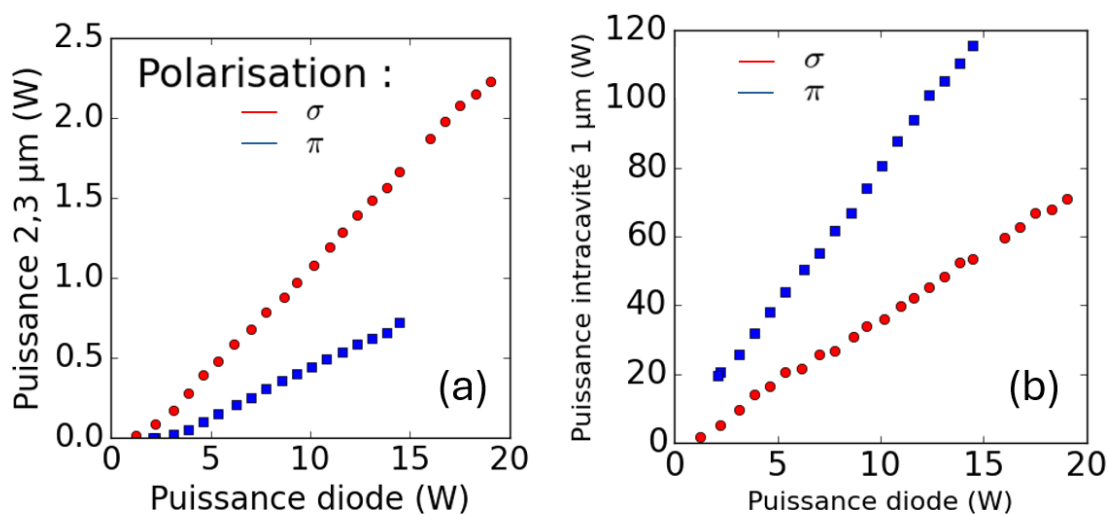 Puissance 2,3 µm (W)
2.5
2.0
1.5
1.0
0.5
0.0
Polarisation :
σ
π
(a)
0
5
10
15
20
Puissance diode (W)
Puissance intracavité 1 µm (W)
120
100
80
60
40
20
0
σ
π
(b)
0
5
10
15
20
Puissance diode (W)